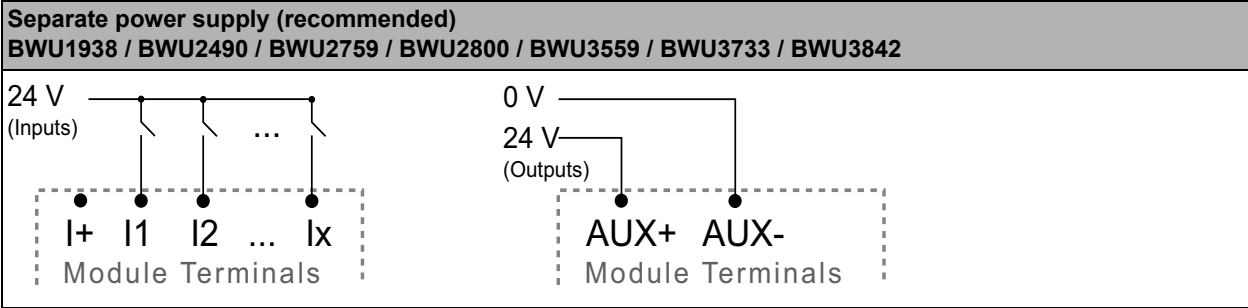 Separate power supply (recommended)
BWU1938 / BWU2490 / BWU2759 / BWU2800 / BWU3559 / BWU3733 / BWU3842
24 V
(Inputs)
...
I+ I1 I2 ... Ix
Module Terminals
0 V
24 V
(Outputs)
AUX+ AUX-
Module Terminals